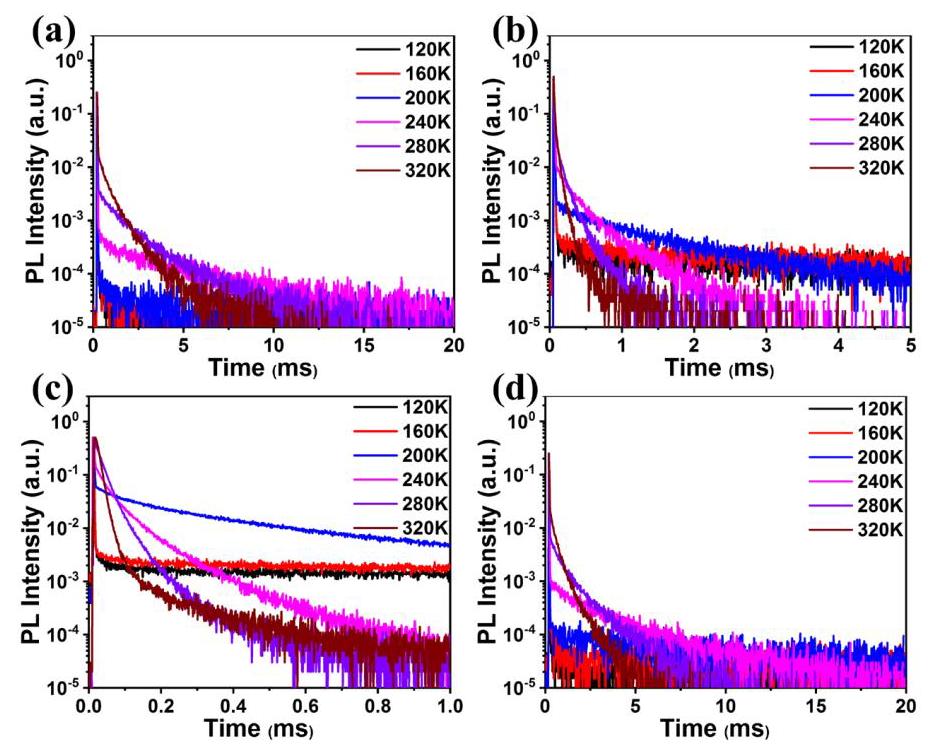 (a)
PL Intensity (a.u.)
10⁰
10⁻¹
10⁻²
10⁻³
10⁻⁴
10⁻⁵
120K
160K
200K
240K
280K
320K
0 5 10 15 20
Time (ms)
(b)
PL Intensity (a.u.)
10⁰
10⁻¹
10⁻²
10⁻³
10⁻⁴
10⁻⁵
120K
160K
200K
240K
280K
320K
0 1 2 3 4 5
Time (ms)
(c)
PL Intensity (a.u.)
10⁰
10⁻¹
10⁻²
10⁻³
10⁻⁴
10⁻⁵
120K
160K
200K
240K
280K
320K
0.0 0.2 0.4 0.6 0.8 1.0
Time (ms)
(d)
PL Intensity (a.u.)
10⁰
10⁻¹
10⁻²
10⁻³
10⁻⁴
10⁻⁵
120K
160K
200K
240K
280K
320K
0 5 10 15 20
Time (ms)